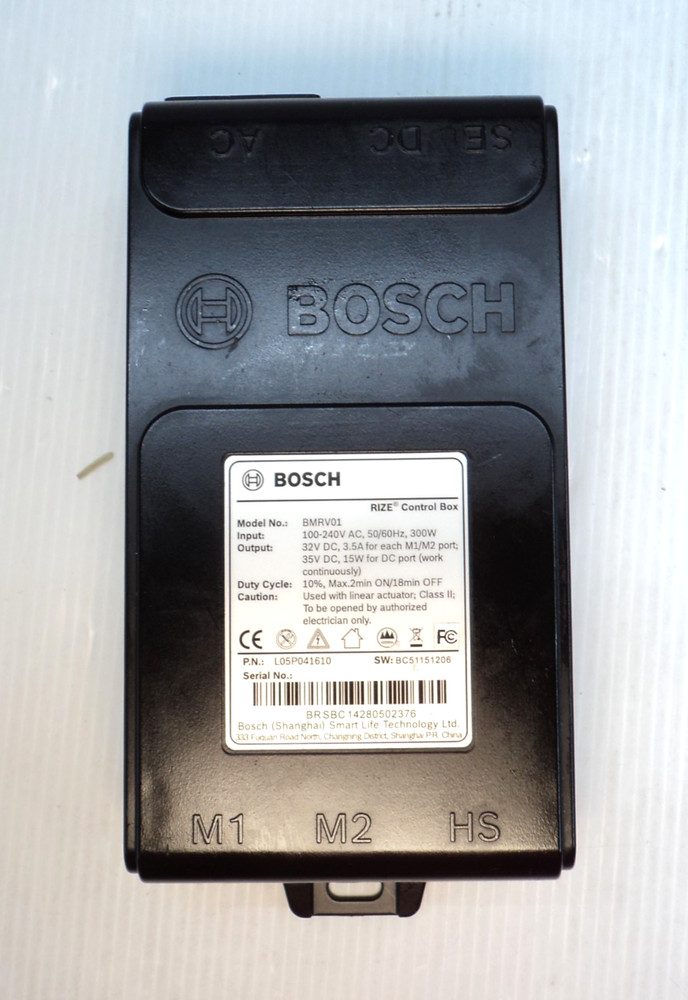 AC SE DC
BOSCH
BOSCH
RIZE® Control Box
Model No.: BMRV01
Input: 100-240V AC, 50/60Hz, 300W
Output: 32V DC, 3.5A for each M1/M2 port;
35V DC, 15W for DC port (work
continuously)
Duty Cycle: 10%, Max.2min ON/18min OFF
Caution: Used with linear actuator; Class II;
To be opened by authorized
electrician only.
CE FC
P.N.: L05P041610 SW: BC51151206
Serial No.:
BRSBC14280502376
Bosch (Shanghai) Smart Life Technology Ltd.
333 Fuquan Road North, Changning District, Shanghai P.R. China
M1 M2 HS